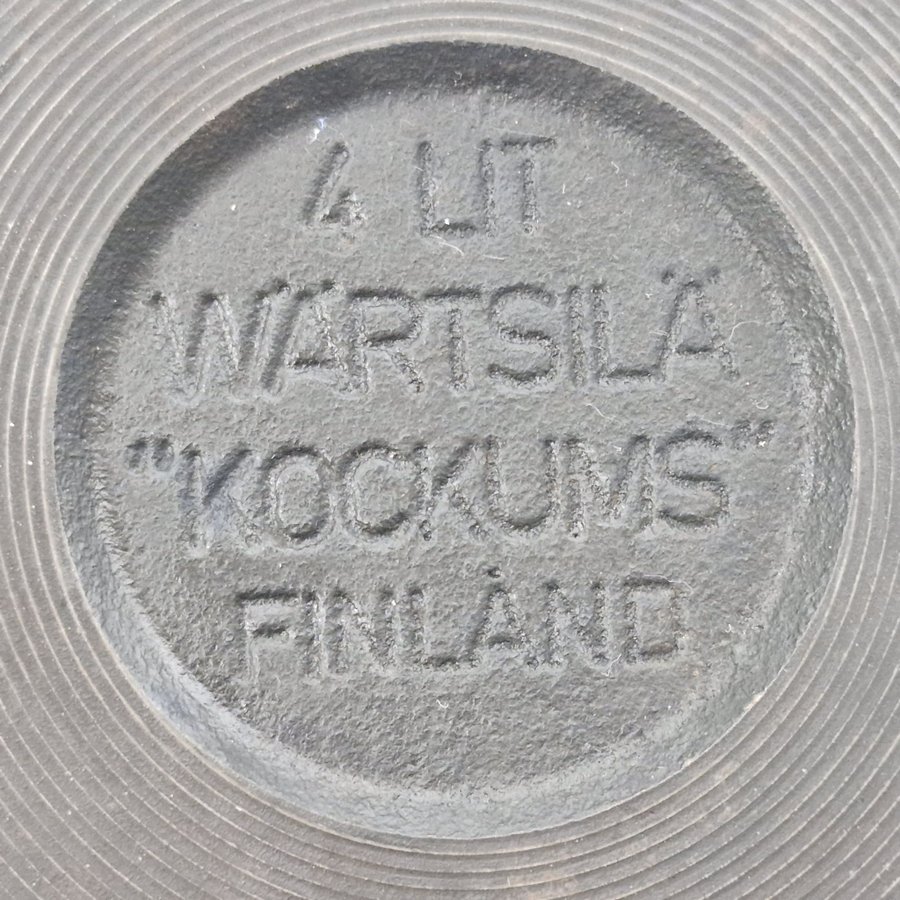 4 LIT
WÄRTSILÄ
"KOCKUMS"
FINLAND